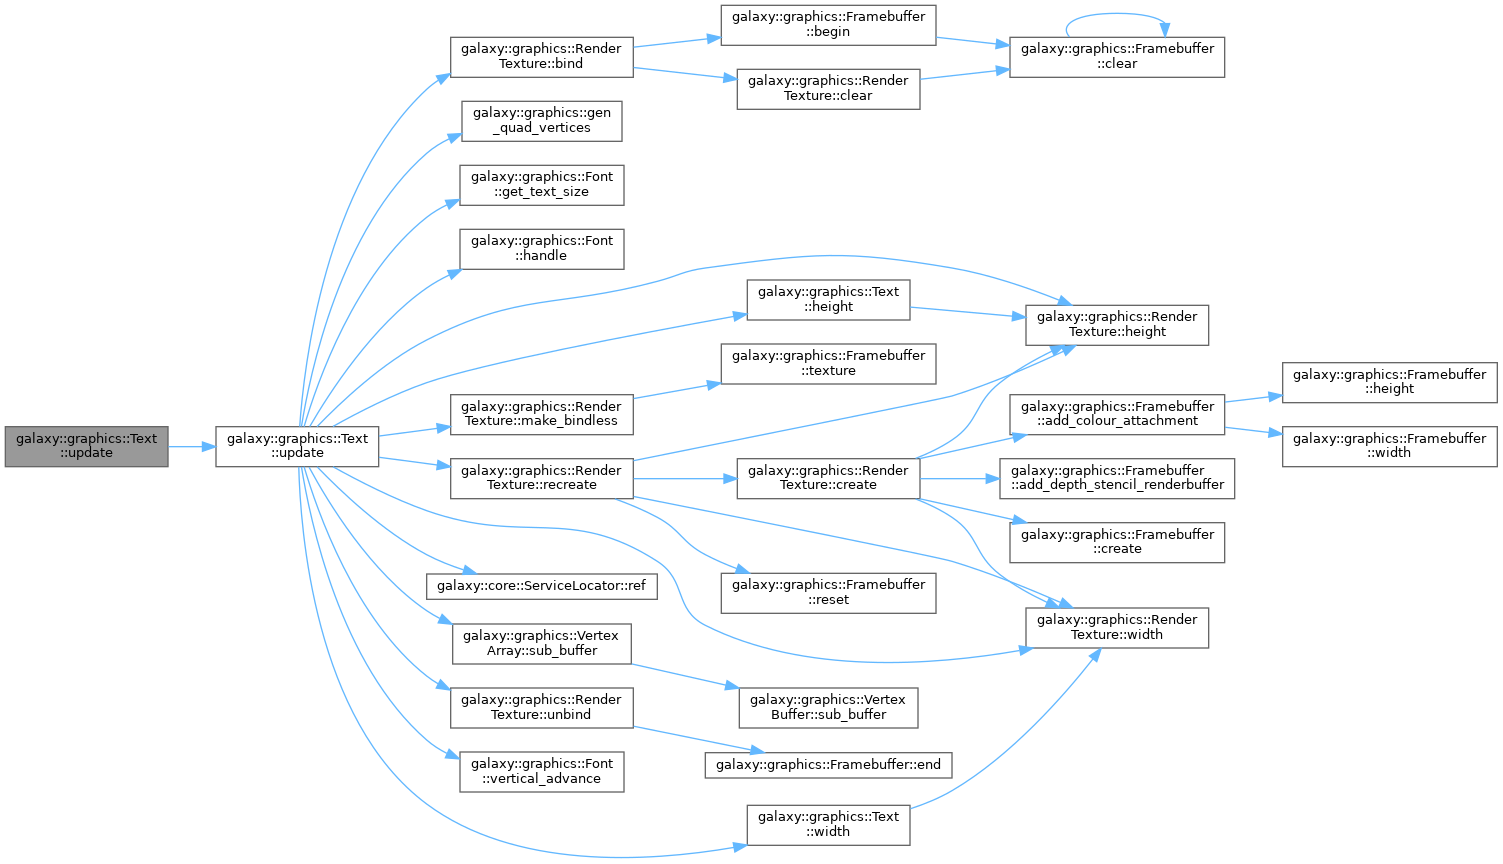 galaxy::graphics::Text
::update
galaxy::graphics::Text
::update
galaxy::graphics::Render
Texture::bind
galaxy::graphics::Framebuffer
::begin
galaxy::graphics::Framebuffer
::clear
galaxy::graphics::Render
Texture::clear
galaxy::graphics::gen
_quad_vertices
galaxy::graphics::Font
::get_text_size
galaxy::graphics::Font
::handle
galaxy::graphics::Text
::height
galaxy::graphics::Render
Texture::height
galaxy::graphics::Framebuffer
::texture
galaxy::graphics::Render
Texture::make_bindless
galaxy::graphics::Framebuffer
::add_colour_attachment
galaxy::graphics::Framebuffer
::height
galaxy::graphics::Framebuffer
::width
galaxy::graphics::Render
Texture::recreate
galaxy::graphics::Render
Texture::create
galaxy::graphics::Framebuffer
::add_depth_stencil_renderbuffer
galaxy::graphics::Framebuffer
::create
galaxy::core::ServiceLocator::ref
galaxy::graphics::Framebuffer
::reset
galaxy::graphics::Render
Texture::width
galaxy::graphics::Vertex
Array::sub_buffer
galaxy::graphics::Vertex
Buffer::sub_buffer
galaxy::graphics::Render
Texture::unbind
galaxy::graphics::Framebuffer::end
galaxy::graphics::Font
::vertical_advance
galaxy::graphics::Text
::width